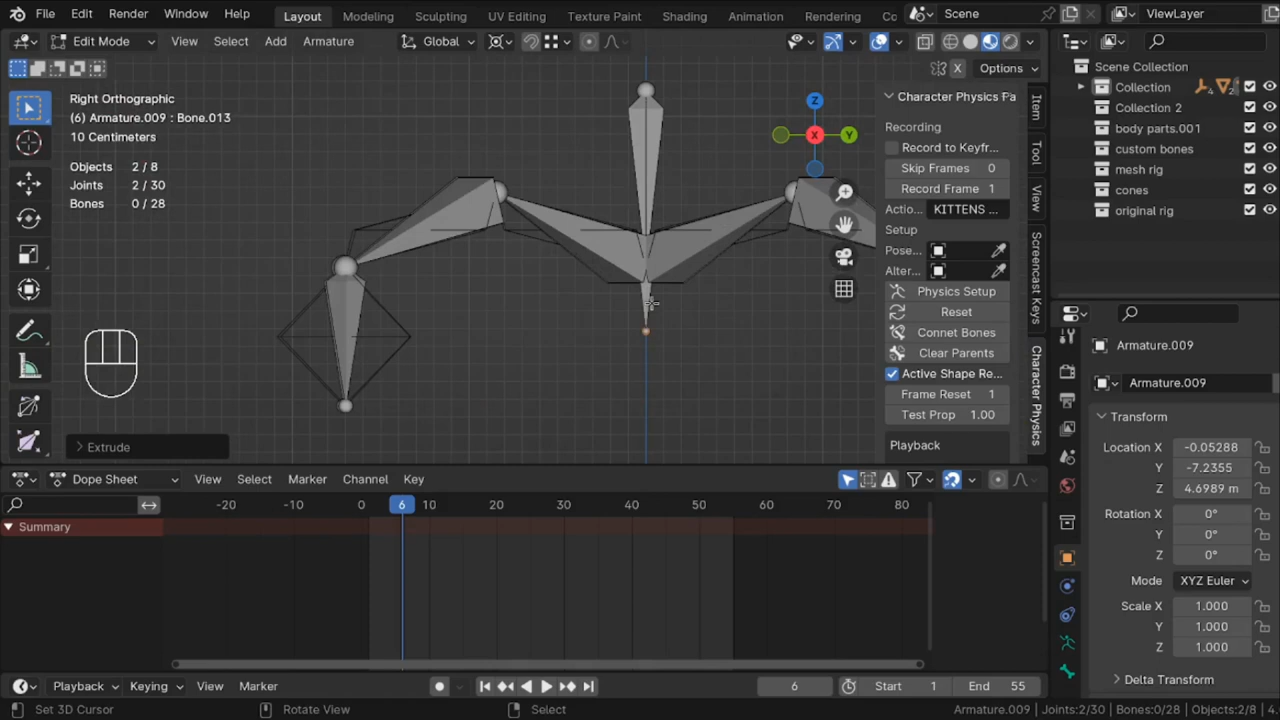 File Edit Render Window Help Layout Modeling Sculpting UV Editing Texture Paint Shading Animation Rendering Co Scene ViewLayer
Edit Mode View Select Add Armature Global
X Options
Right Orthographic
(6) Armature.009 : Bone.013
10 Centimeters
Objects 2 / 8
Joints 2 / 30
Bones 0 / 28
Z
X
Y
Extrude
Character Physics Pa
Recording
Record to Keyfr...
Skip Frames 0
Record Frame 1
Actio... KITTENS ...
Setup
Pose...
Alter...
Physics Setup
Reset
Connet Bones
Clear Parents
Active Shape Re...
Frame Reset 1
Test Prop 1.00
Playback
Item
Tool
View
Screencast Keys
Character Physics
Scene Collection
Collection 4 2
Collection 2
body parts.001
custom bones
mesh rig
cones
original rig
Armature.009
Armature.009
Transform
Location X -0.05288
Y -7.2355
Z 4.6989 m
Rotation X 0°
Y 0°
Z 0°
Mode XYZ Euler
Scale X 1.000
Y 1.000
Z 1.000
Delta Transform
Dope Sheet View Select Marker Channel Key
-20 -10 0 6 10 20 30 40 50 60 70 80
Summary
Playback Keying View Marker 6 Start 1 End 55
Set 3D Cursor Rotate View Select Armature.009 | Joints:2/30 | Bones:0/28 | Objects:2/8 | 4.